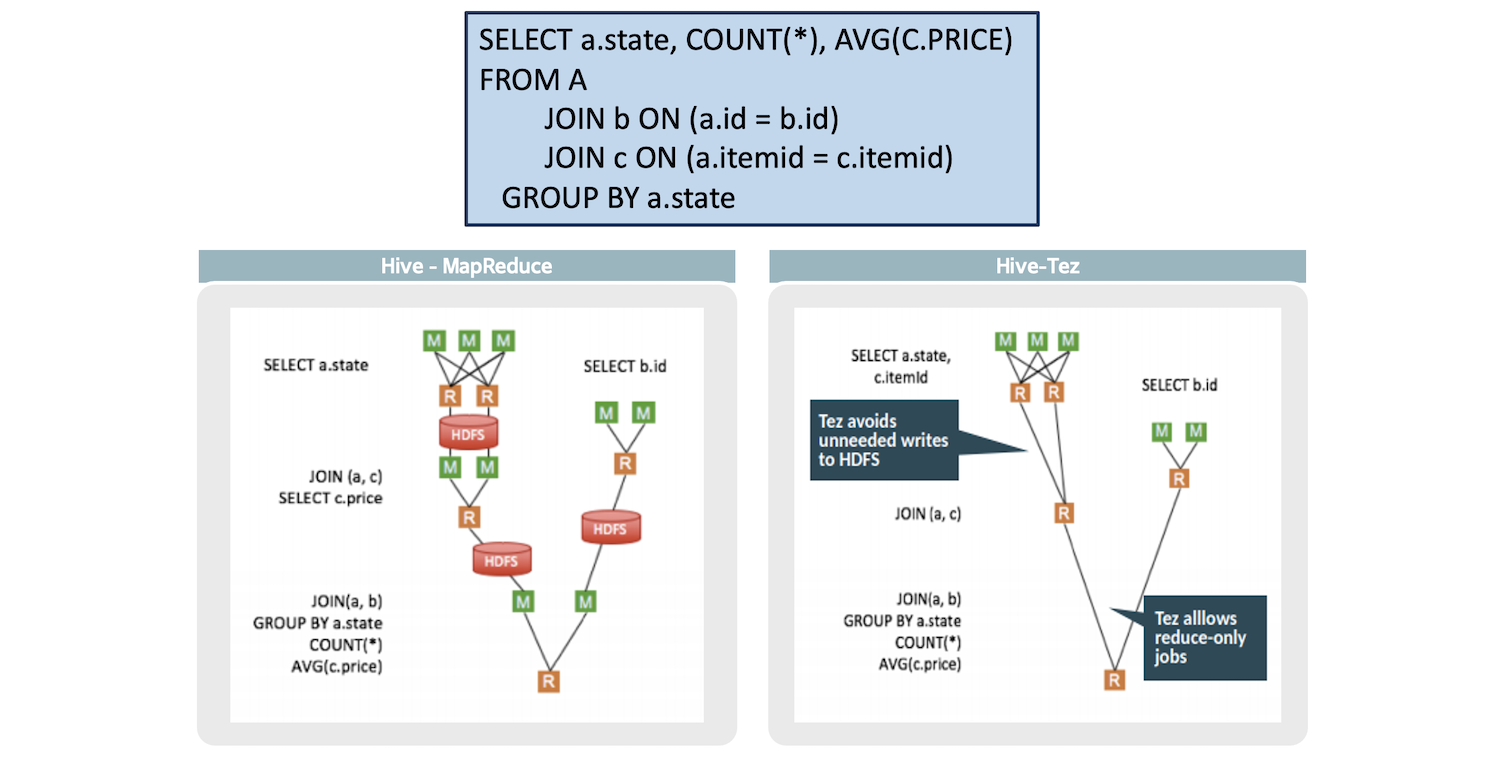 SELECT a.state, COUNT(*), AVG(C.PRICE)
FROM A
JOIN b ON (a.id = b.id)
JOIN c ON (a.itemid = c.itemid)
GROUP BY a.state
Hive - MapReduce
M M M
SELECT a.state
SELECT b.id
R R
M M
HDFS
M M
R
JOIN (a, c)
SELECT c.price
R
HDFS
HDFS
M M
JOIN(a, b)
GROUP BY a.state
COUNT(*)
AVG(c.price)
R
Hive-Tez
M M M
SELECT a.state,
c.itemId
SELECT b.id
R R
Tez avoids
unneeded writes
to HDFS
M M
R
JOIN (a, c)
R
JOIN(a, b)
GROUP BY a.state
COUNT(*)
AVG(c.price)
Tez alllows
reduce-only
jobs
R